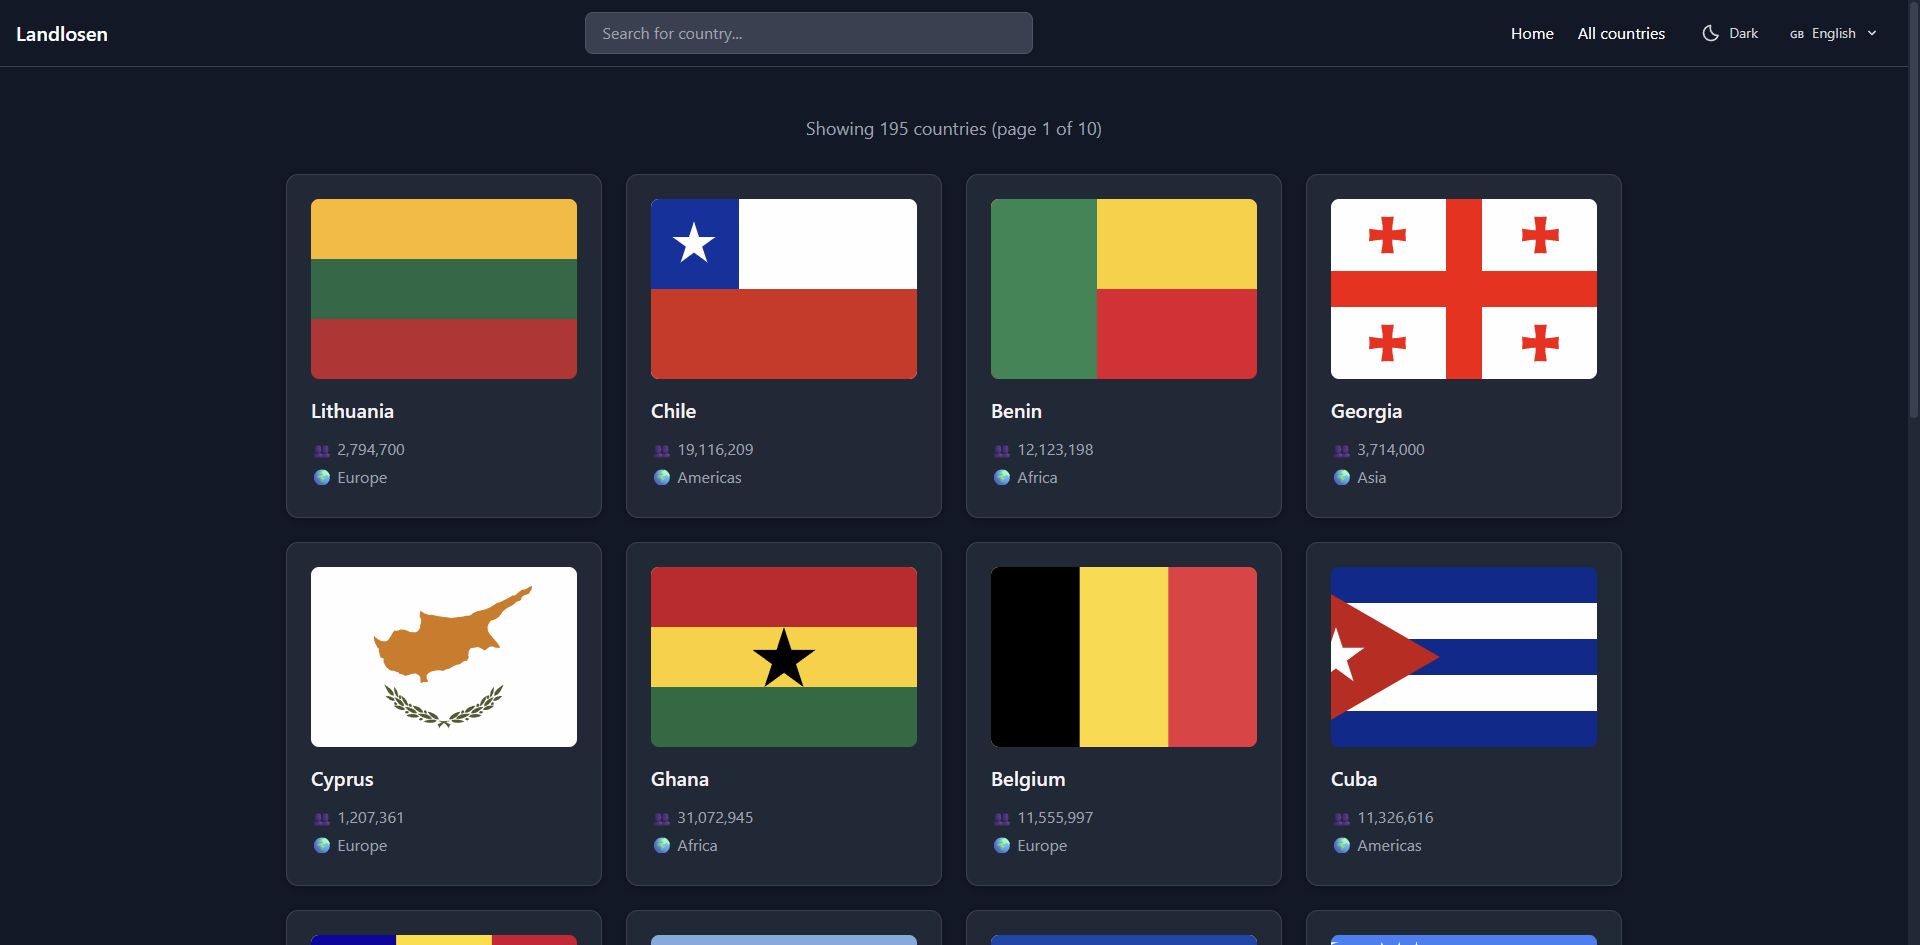 Landlosen
Search for country...
Home
All countries
Dark
GB English
Showing 195 countries (page 1 of 10)
Lithuania
2,794,700
Europe
Chile
19,116,209
Americas
Benin
12,123,198
Africa
Georgia
3,714,000
Asia
Cyprus
1,207,361
Europe
Ghana
31,072,945
Africa
Belgium
11,555,997
Europe
Cuba
11,326,616
Americas